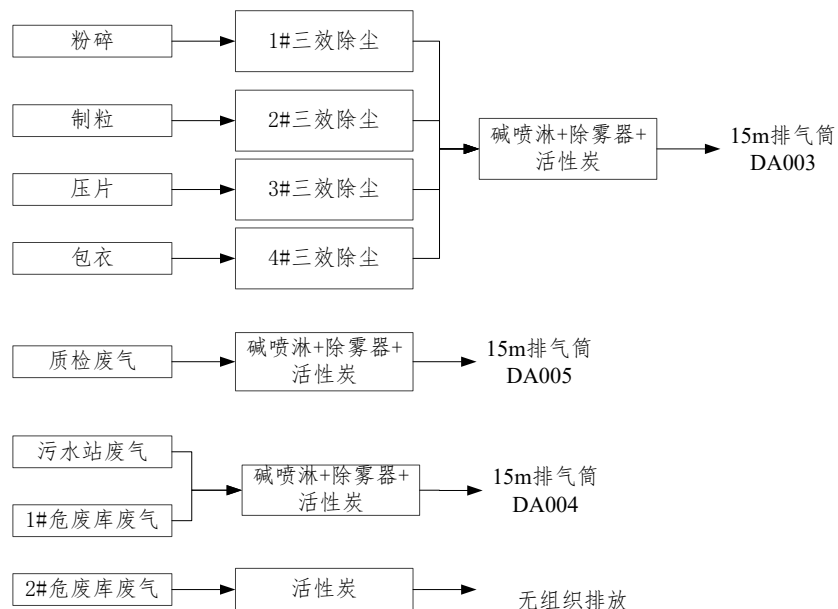 粉碎
1#三效除尘
制粒
2#三效除尘
碱喷淋+除雾器+
活性炭
15m排气筒
DA003
压片
3#三效除尘
包衣
4#三效除尘
质检废气
碱喷淋+除雾器+
活性炭
15m排气筒
DA005
污水站废气
1#危废库废气
碱喷淋+除雾器+
活性炭
15m排气筒
DA004
2#危废库废气
活性炭
无组织排放